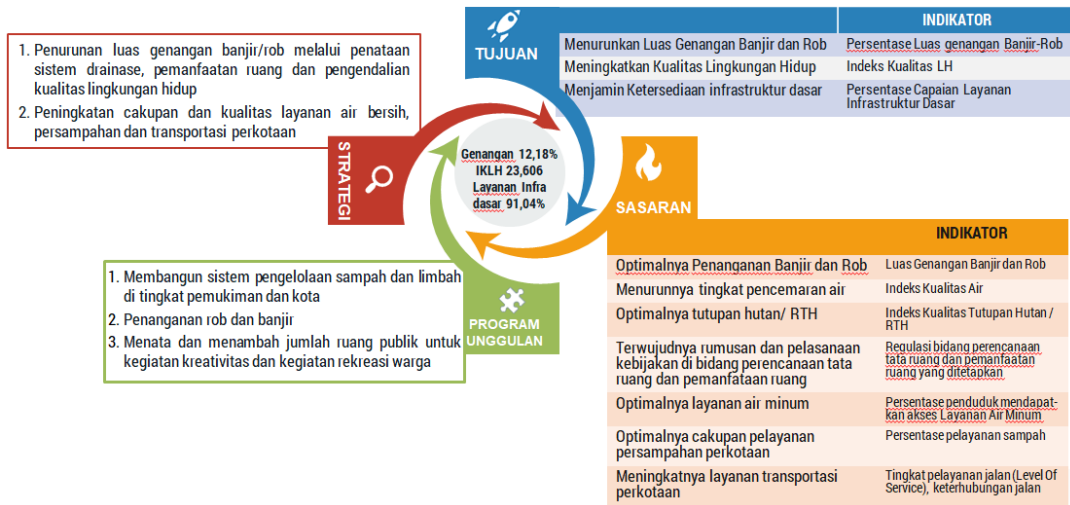 TUJUAN
INDIKATOR
Menurunkan Luas Genangan Banjir dan Rob
Persentase Luas genangan Banjir-Rob
Meningkatkan Kualitas Lingkungan Hidup
Indeks Kualitas LH
Menjamin Ketersediaan infrastruktur dasar
Persentase Capaian Layanan
Infrastruktur Dasar
1. Penurunan luas genangan banjir/rob melalui penataan
sistem drainase, pemanfaatan ruang dan pengendalian
kualitas lingkungan hidup
2. Peningkatan cakupan dan kualitas layanan air bersih,
persampahan dan transportasi perkotaan
STRATEGI
Genangan 12,18%
IKLH 23,606
Layanan Infra
dasar 91,04%
SASARAN
INDIKATOR
Optimalnya Penanganan Banjir dan Rob
Luas Genangan Banjir dan Rob
Menurunnya tingkat pencemaran air
Indeks Kualitas Air
Optimalnya tutupan hutan/ RTH
Indeks Kualitas Tutupan Hutan /
RTH
Terwujudnya rumusan dan pelasanaan
kebijakan di bidang perencanaan tata
ruang dan pemanfataan ruang
Regulasi bidang perencanaan
tata ruang dan pemanfaatan
ruang yang ditetapkan
Optimalnya layanan air minum
Persentase penduduk mendapat-
kan akses Layanan Air Minum
Optimalnya cakupan pelayanan
persampahan perkotaan
Persentase pelayanan sampah
Meningkatnya layanan transportasi
perkotaan
Tingkat pelayanan jalan (Level Of
Service), keterhubungan jalan
1. Membangun sistem pengelolaan sampah dan limbah
di tingkat pemukiman dan kota
2. Penanganan rob dan banjir
3. Menata dan menambah jumlah ruang publik untuk
kegiatan kreativitas dan kegiatan rekreasi warga
PROGRAM
UNGGULAN